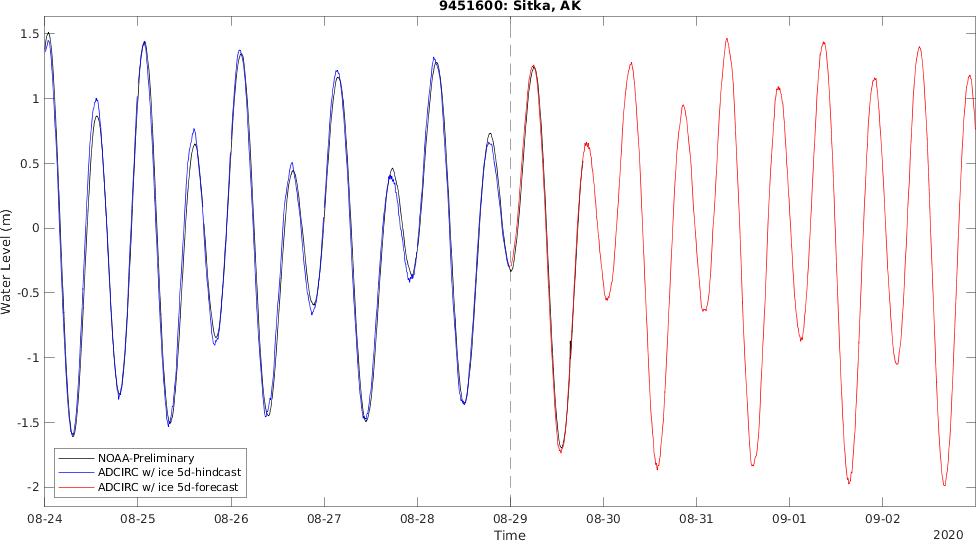 9451600: Sitka, AK
1.5
1
0.5
0
-0.5
-1
-1.5
-2
Water Level (m)
NOAA-Preliminary
ADCIRC w/ ice 5d-hindcast
ADCIRC w/ ice 5d-forecast
08-24 08-25 08-26 08-27 08-28 08-29 08-30 08-31 09-01 09-02
Time
2020